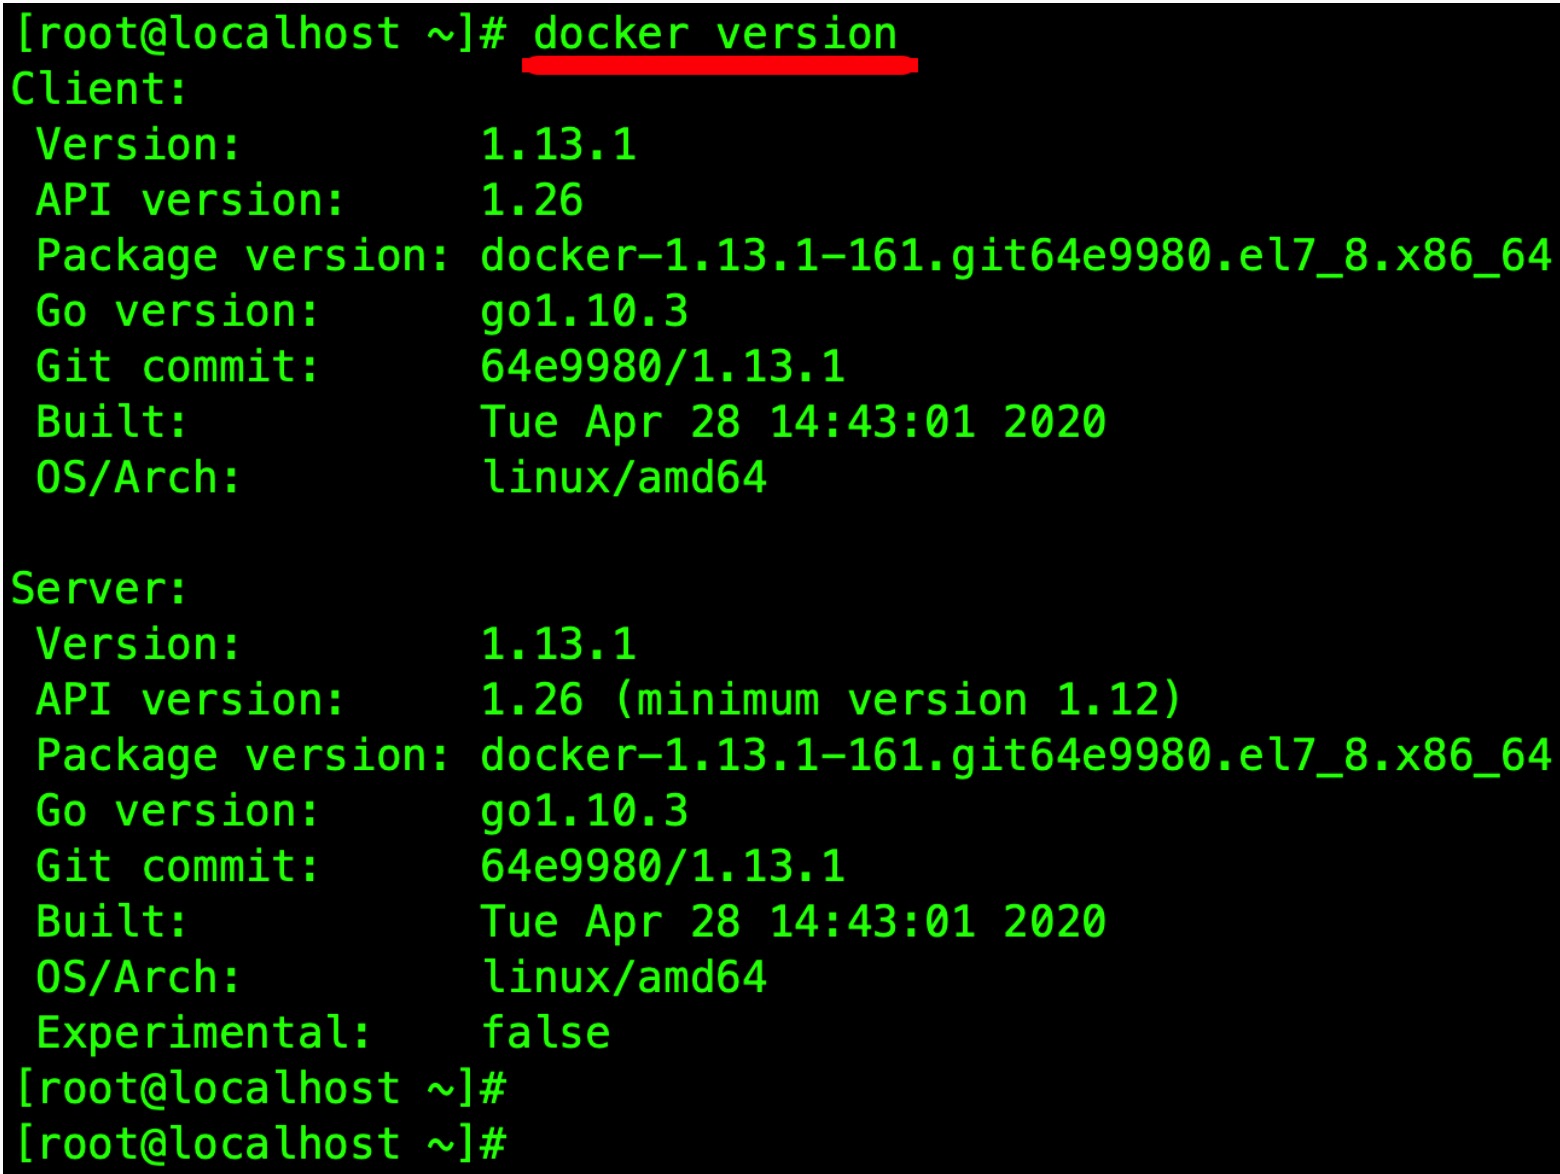 [root@localhost ~]# docker version
Client:
 Version:         1.13.1
 API version:     1.26
 Package version: docker-1.13.1-161.git64e9980.el7_8.x86_64
 Go version:      go1.10.3
 Git commit:      64e9980/1.13.1
 Built:           Tue Apr 28 14:43:01 2020
 OS/Arch:         linux/amd64

Server:
 Version:         1.13.1
 API version:     1.26 (minimum version 1.12)
 Package version: docker-1.13.1-161.git64e9980.el7_8.x86_64
 Go version:      go1.10.3
 Git commit:      64e9980/1.13.1
 Built:           Tue Apr 28 14:43:01 2020
 OS/Arch:         linux/amd64
 Experimental:    false
[root@localhost ~]#
[root@localhost ~]#